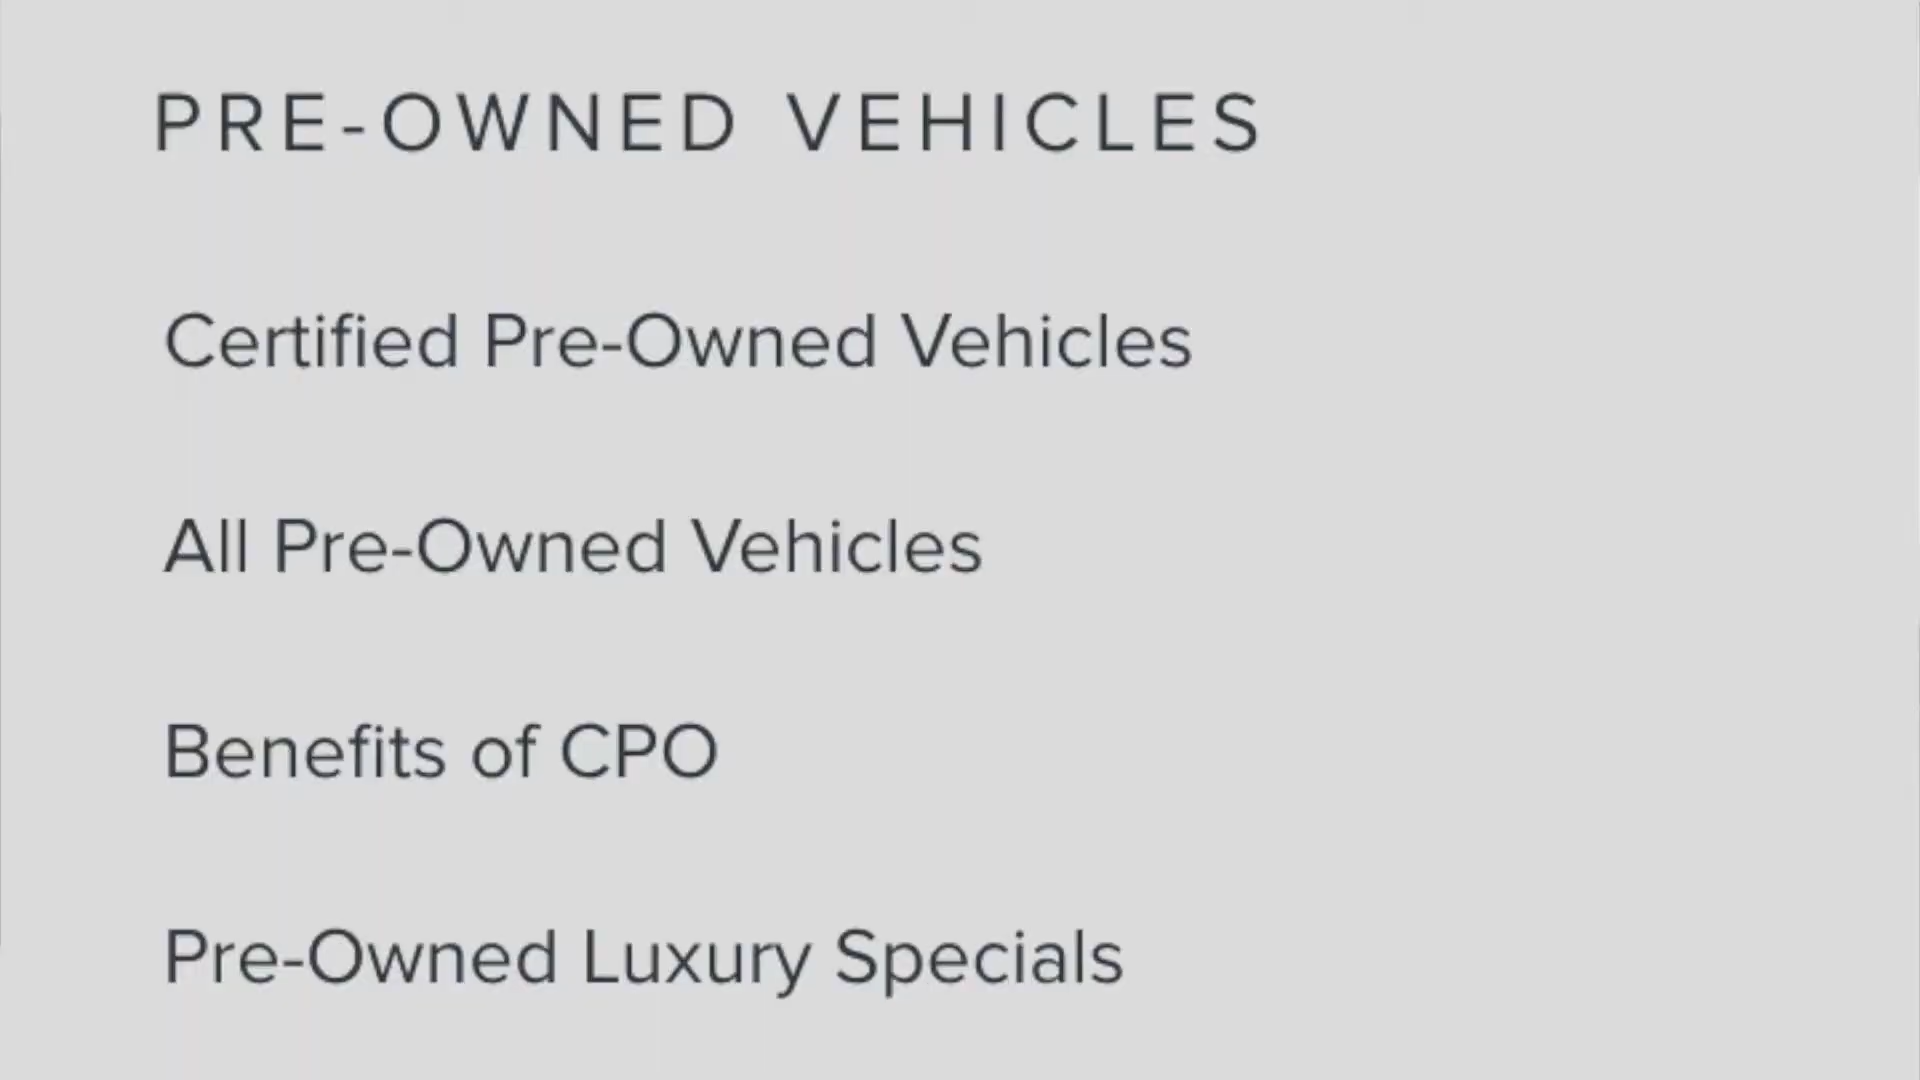 PRE-OWNED VEHICLES
Certified Pre-Owned Vehicles
All Pre-Owned Vehicles
Benefits of CPO
Pre-Owned Luxury Specials